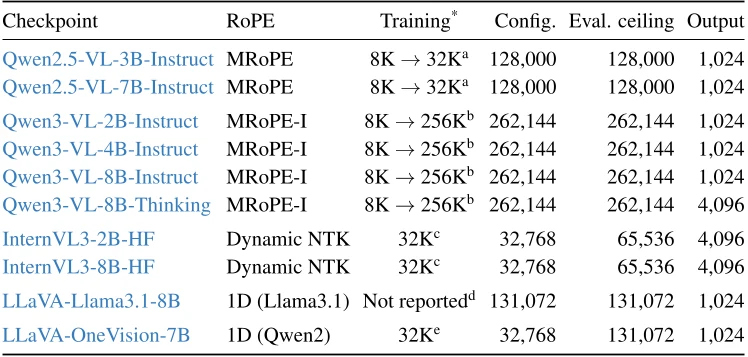 Checkpoint RoPE Training* Config. Eval. ceiling Output
Qwen2.5-VL-3B-Instruct MRoPE 8K → 32Kᵃ 128,000 128,000 1,024
Qwen2.5-VL-7B-Instruct MRoPE 8K → 32Kᵃ 128,000 128,000 1,024
Qwen3-VL-2B-Instruct MRoPE-I 8K → 256Kᵇ 262,144 262,144 1,024
Qwen3-VL-4B-Instruct MRoPE-I 8K → 256Kᵇ 262,144 262,144 1,024
Qwen3-VL-8B-Instruct MRoPE-I 8K → 256Kᵇ 262,144 262,144 1,024
Qwen3-VL-8B-Thinking MRoPE-I 8K → 256Kᵇ 262,144 262,144 4,096
InternVL3-2B-HF Dynamic NTK 32Kᶜ 32,768 65,536 4,096
InternVL3-8B-HF Dynamic NTK 32Kᶜ 32,768 65,536 4,096
LLaVA-Llama3.1-8B 1D (Llama3.1) Not reportedᵈ 131,072 131,072 1,024
LLaVA-OneVision-7B 1D (Qwen2) 32Kᵉ 32,768 131,072 1,024